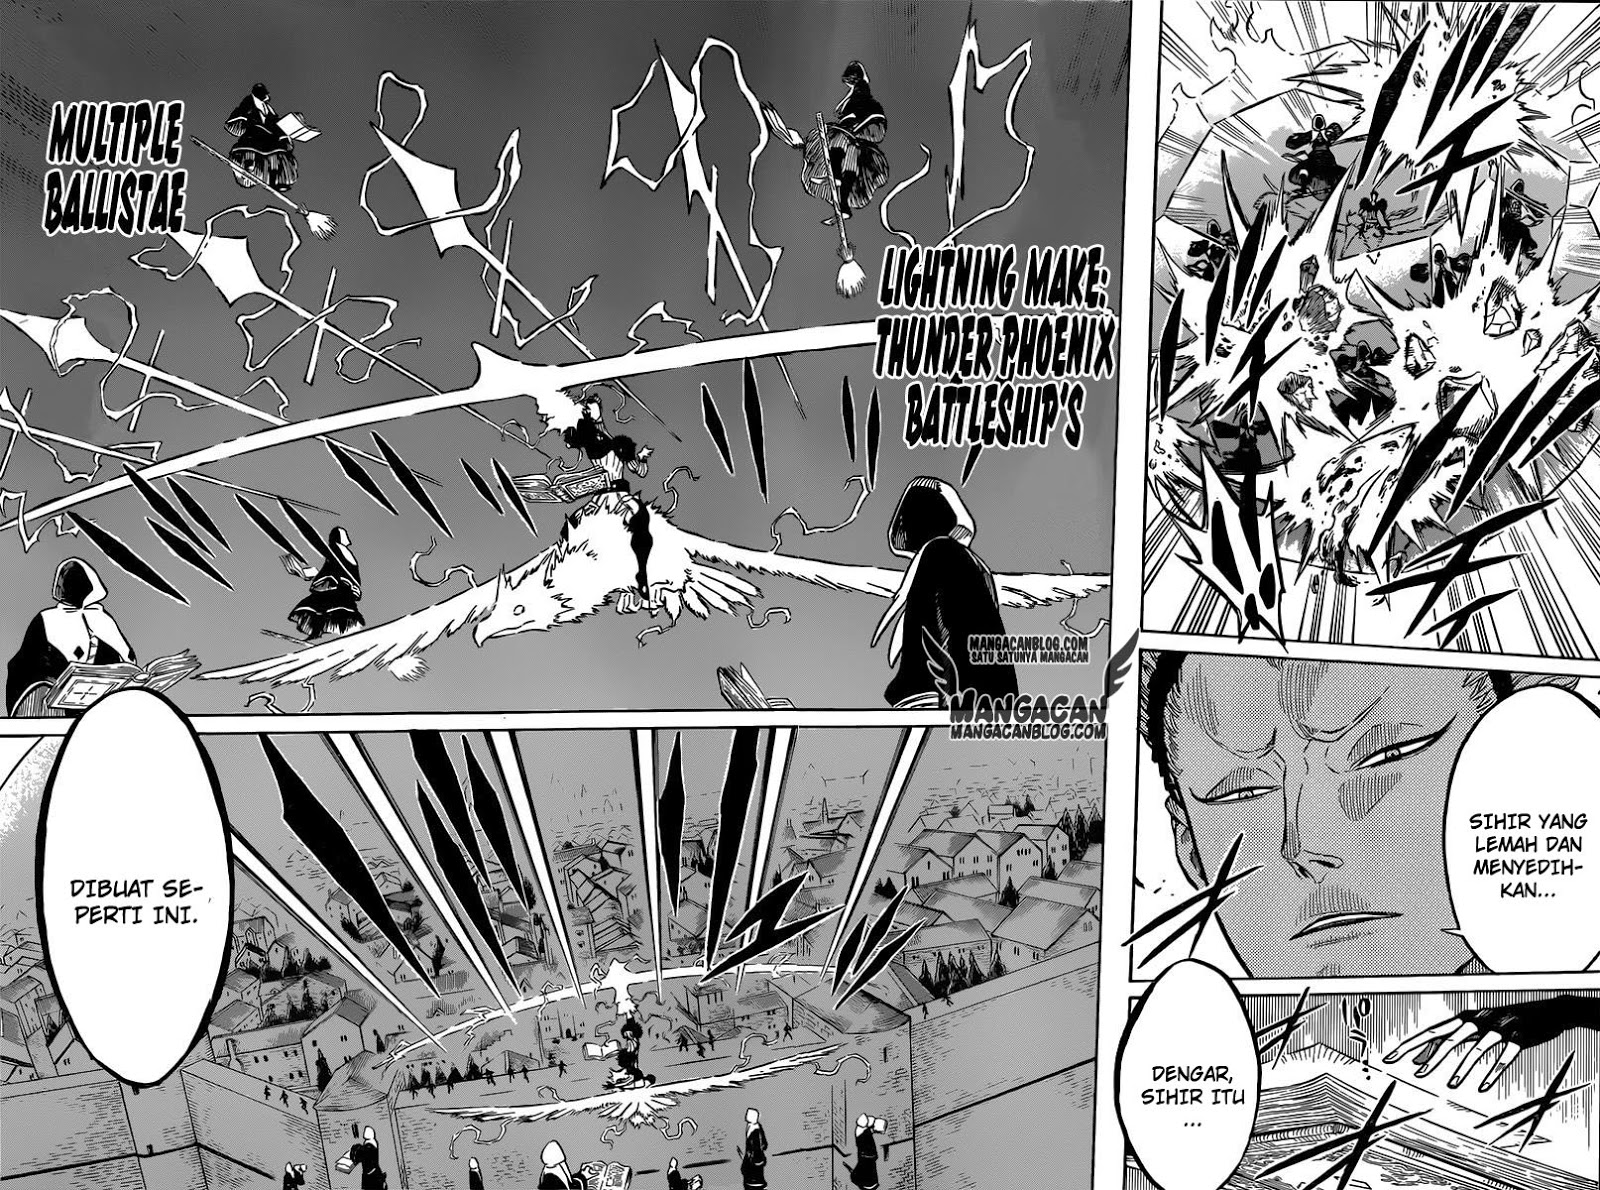 SIHIR YANG
LEMAH DAN
MENYEDIH-
KAN...
DENGAR,
SIHIR ITU
...
LIGHTNING MAKE:
THUNDER PHOENIX
BATTLESHIP'S
MULTIPLE
BALLISTAE
MANGACANBLOG.COM
SATU SATUNYA MANGACAN
MANGACAN
MANGACANBLOG.COM
DIBUAT SE-
PERTI INI.